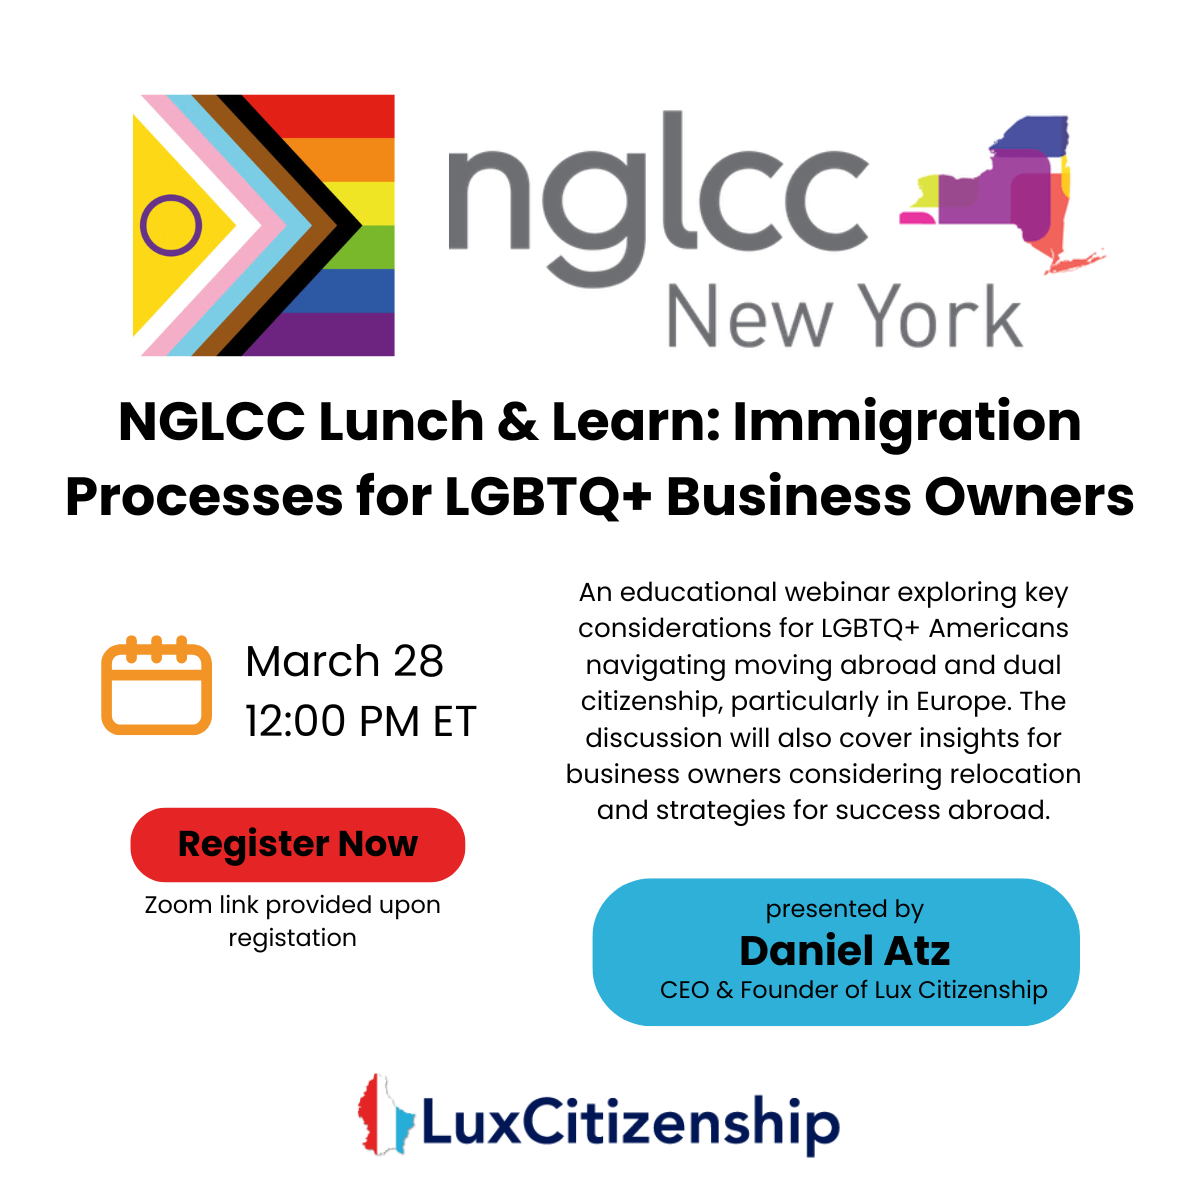 nglcc
New York
NGLCC Lunch & Learn: Immigration
Processes for LGBTQ+ Business Owners
March 28
12:00 PM ET
Register Now
Zoom link provided upon
registation
An educational webinar exploring key
considerations for LGBTQ+ Americans
navigating moving abroad and dual
citizenship, particularly in Europe. The
discussion will also cover insights for
business owners considering relocation
and strategies for success abroad.
presented by
Daniel Atz
CEO & Founder of Lux Citizenship
LuxCitizenship